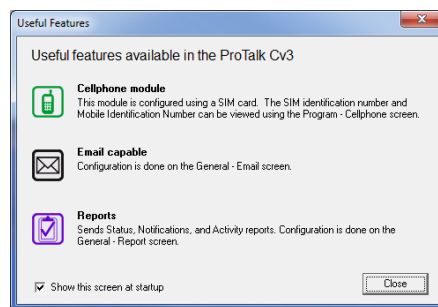 Useful Features
Useful features available in the ProTalk Cv3
Cellphone module
This module is configured using a SIM card. The SIM identification number and
Mobile Identification Number can be viewed using the Program - Cellphone screen.
Email capable
Configuration is done on the General - Email screen.
Reports
Sends Status, Notifications, and Activity reports. Configuration is done on the
General - Report screen.
Show this screen at startup
Close